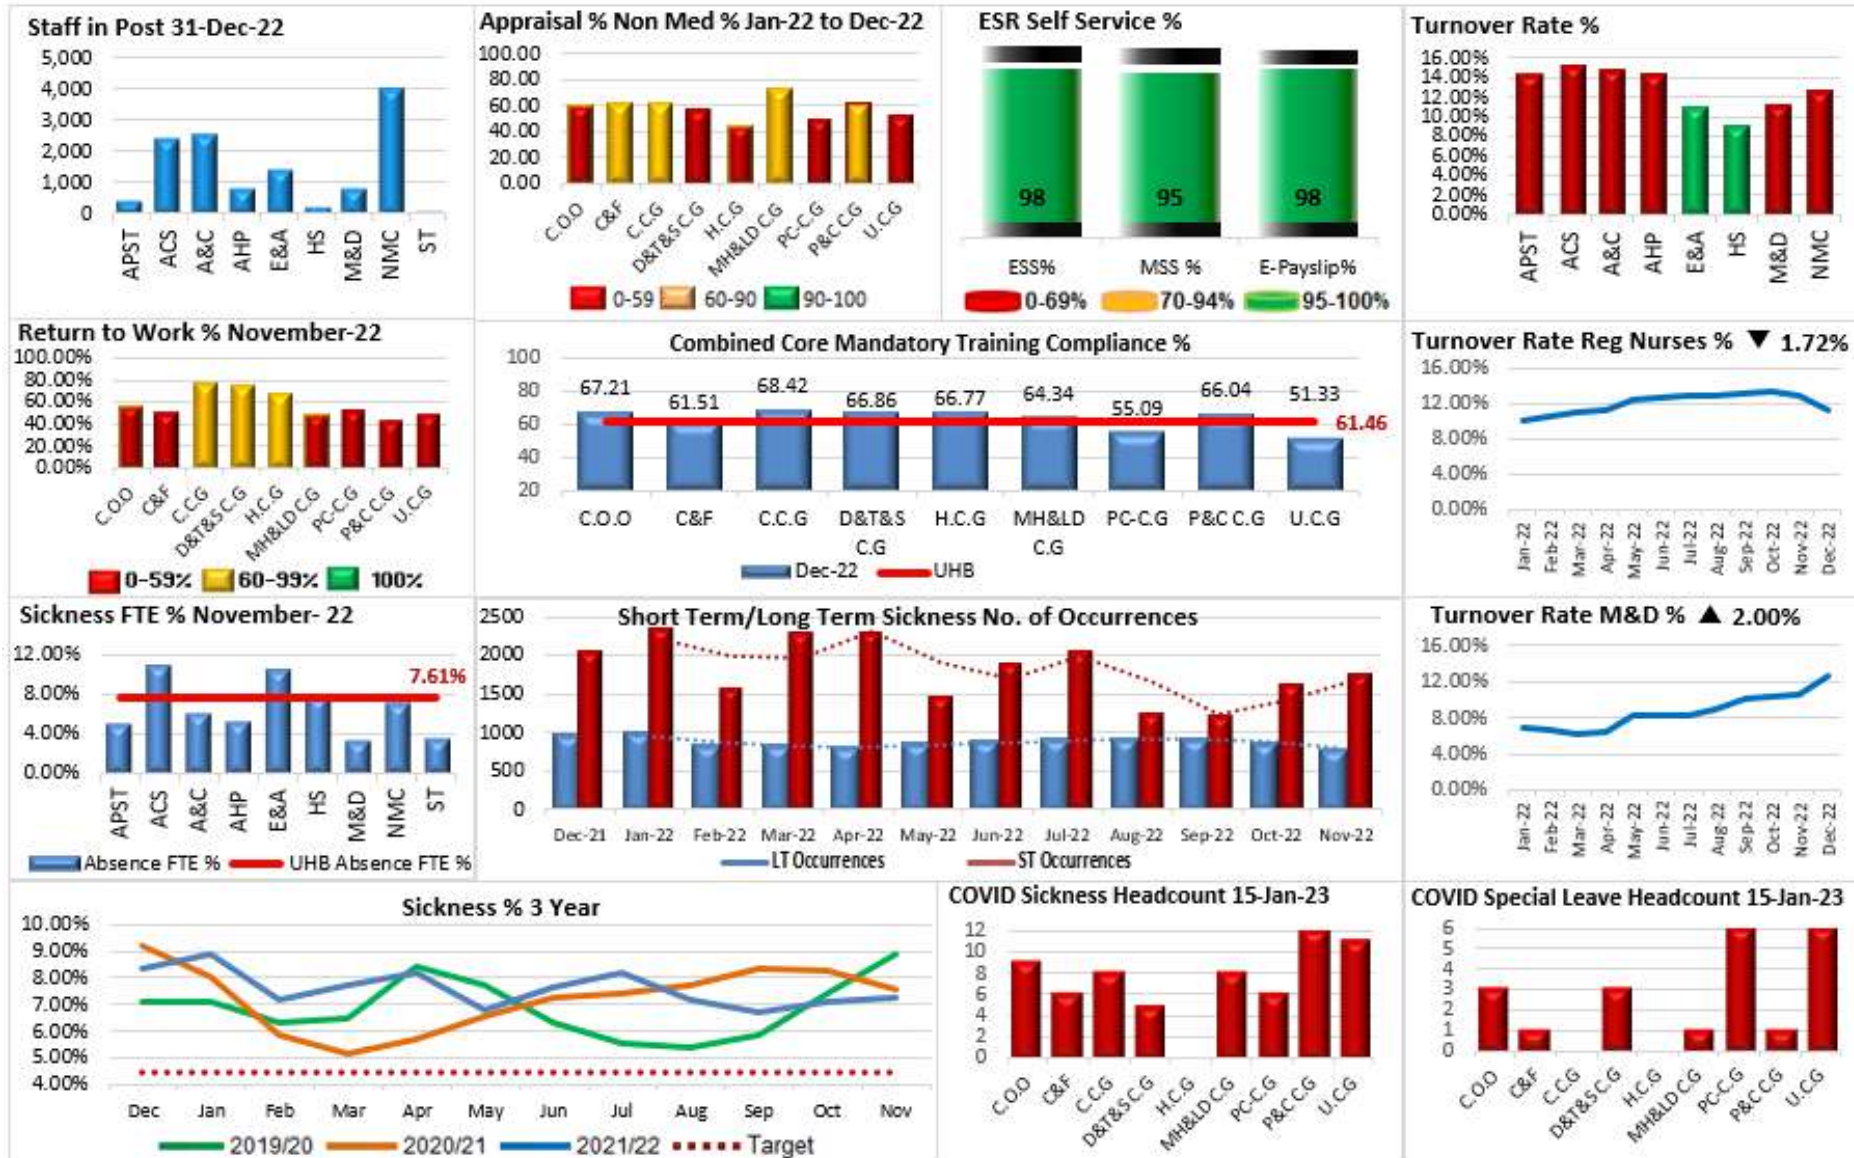 Staff in Post 31-Dec-22
5,000
4,000
3,000
2,000
1,000
0
APST ACS A&C AHP E&A HS M&D NMC ST
Appraisal % Non Med % Jan-22 to Dec-22
100.00
80.00
60.00
40.00
20.00
0.00
C.O.O C&F C.C.G D&T&S C.G H.C.G MH&LD C.G PC-C.G P&C C.G U.C.G
0-59 60-90 90-100
ESR Self Service %
98 95 98
ESS% MSS % E-Payslip%
0-69% 70-94% 95-100%
Turnover Rate %
16.00%
14.00%
12.00%
10.00%
8.00%
6.00%
4.00%
2.00%
0.00%
APST ACS A&C AHP E&A HS M&D NMC
Return to Work % November-22
100.00%
80.00%
60.00%
40.00%
20.00%
0.00%
C.O.O C&F C.C.G D&T&S C.G H.C.G MH&LD C.G PC-C.G P&C C.G U.C.G
0-59% 60-99% 100%
Combined Core Mandatory Training Compliance %
100
80
60
40
20
67.21 61.51 68.42 66.86 66.77 64.34 55.09 66.04 51.33
61.46
C.O.O C&F C.C.G D&T&S H.C.G MH&LD PC-C.G P&C C.G U.C.G
C.G C.G
Dec-22 UHB
Turnover Rate Reg Nurses % ▼ 1.72%
16.00%
12.00%
8.00%
4.00%
0.00%
Jan-22 Feb-22 Mar-22 Apr-22 May-22 Jun-22 Jul-22 Aug-22 Sep-22 Oct-22 Nov-22 Dec-22
Sickness FTE % November- 22
12.00%
8.00%
4.00%
0.00%
7.61%
APST ACS A&C AHP E&A HS M&D NMC ST
Absence FTE % UHB Absence FTE %
Short Term/Long Term Sickness No. of Occurrences
2500
2000
1500
1000
500
0
Dec-21 Jan-22 Feb-22 Mar-22 Apr-22 May-22 Jun-22 Jul-22 Aug-22 Sep-22 Oct-22 Nov-22
LT Occurrences ST Occurrences
Turnover Rate M&D % ▲ 2.00%
16.00%
12.00%
8.00%
4.00%
0.00%
Jan-22 Feb-22 Mar-22 Apr-22 May-22 Jun-22 Jul-22 Aug-22 Sep-22 Oct-22 Nov-22 Dec-22
Sickness % 3 Year
10.00%
9.00%
8.00%
7.00%
6.00%
5.00%
4.00%
Dec Jan Feb Mar Apr May Jun Jul Aug Sep Oct Nov
2019/20 2020/21 2021/22 Target
COVID Sickness Headcount 15-Jan-23
12
10
8
6
4
2
0
C.O.O C&F C.C.G D&T&S C.G H.C.G MH&LD C.G PC-C.G P&C C.G U.C.G
COVID Special Leave Headcount 15-Jan-23
6
5
4
3
2
1
0
C.O.O C&F C.C.G D&T&S C.G H.C.G MH&LD C.G PC-C.G P&C C.G U.C.G